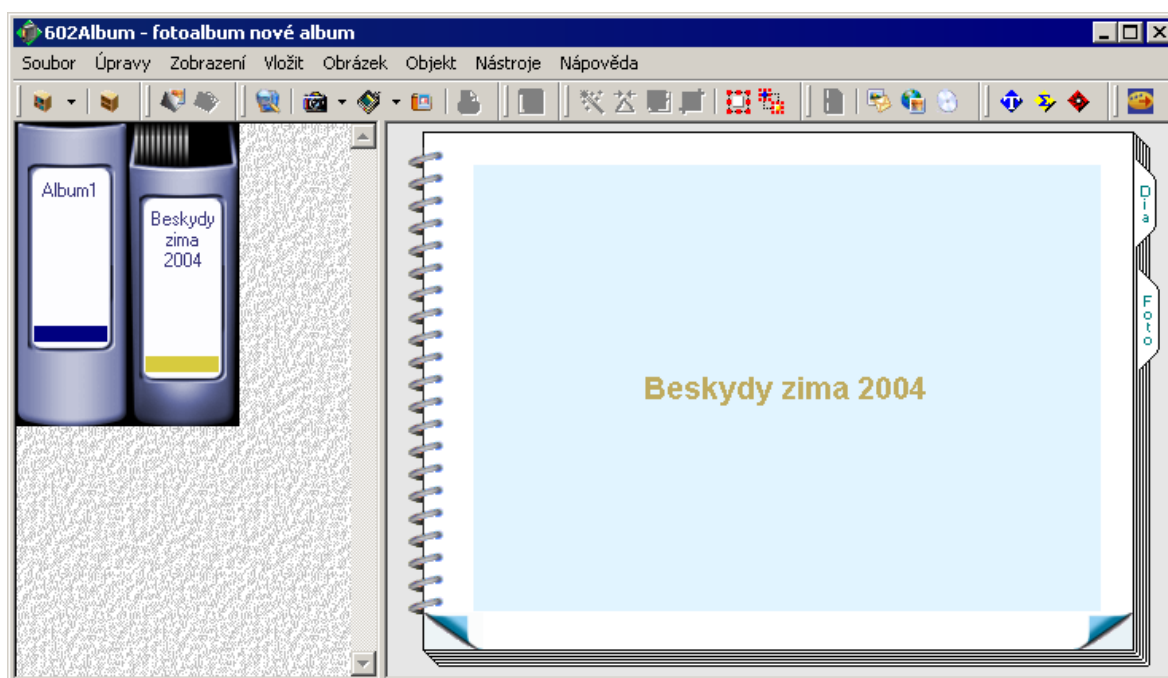 602Album - fotoalbum nové album
Soubor Úpravy Zobrazení Vložit Obrázek Objekt Nástroje Nápověda
Album1
Beskydy
zima
2004
Beskydy zima 2004
Dia
Foto